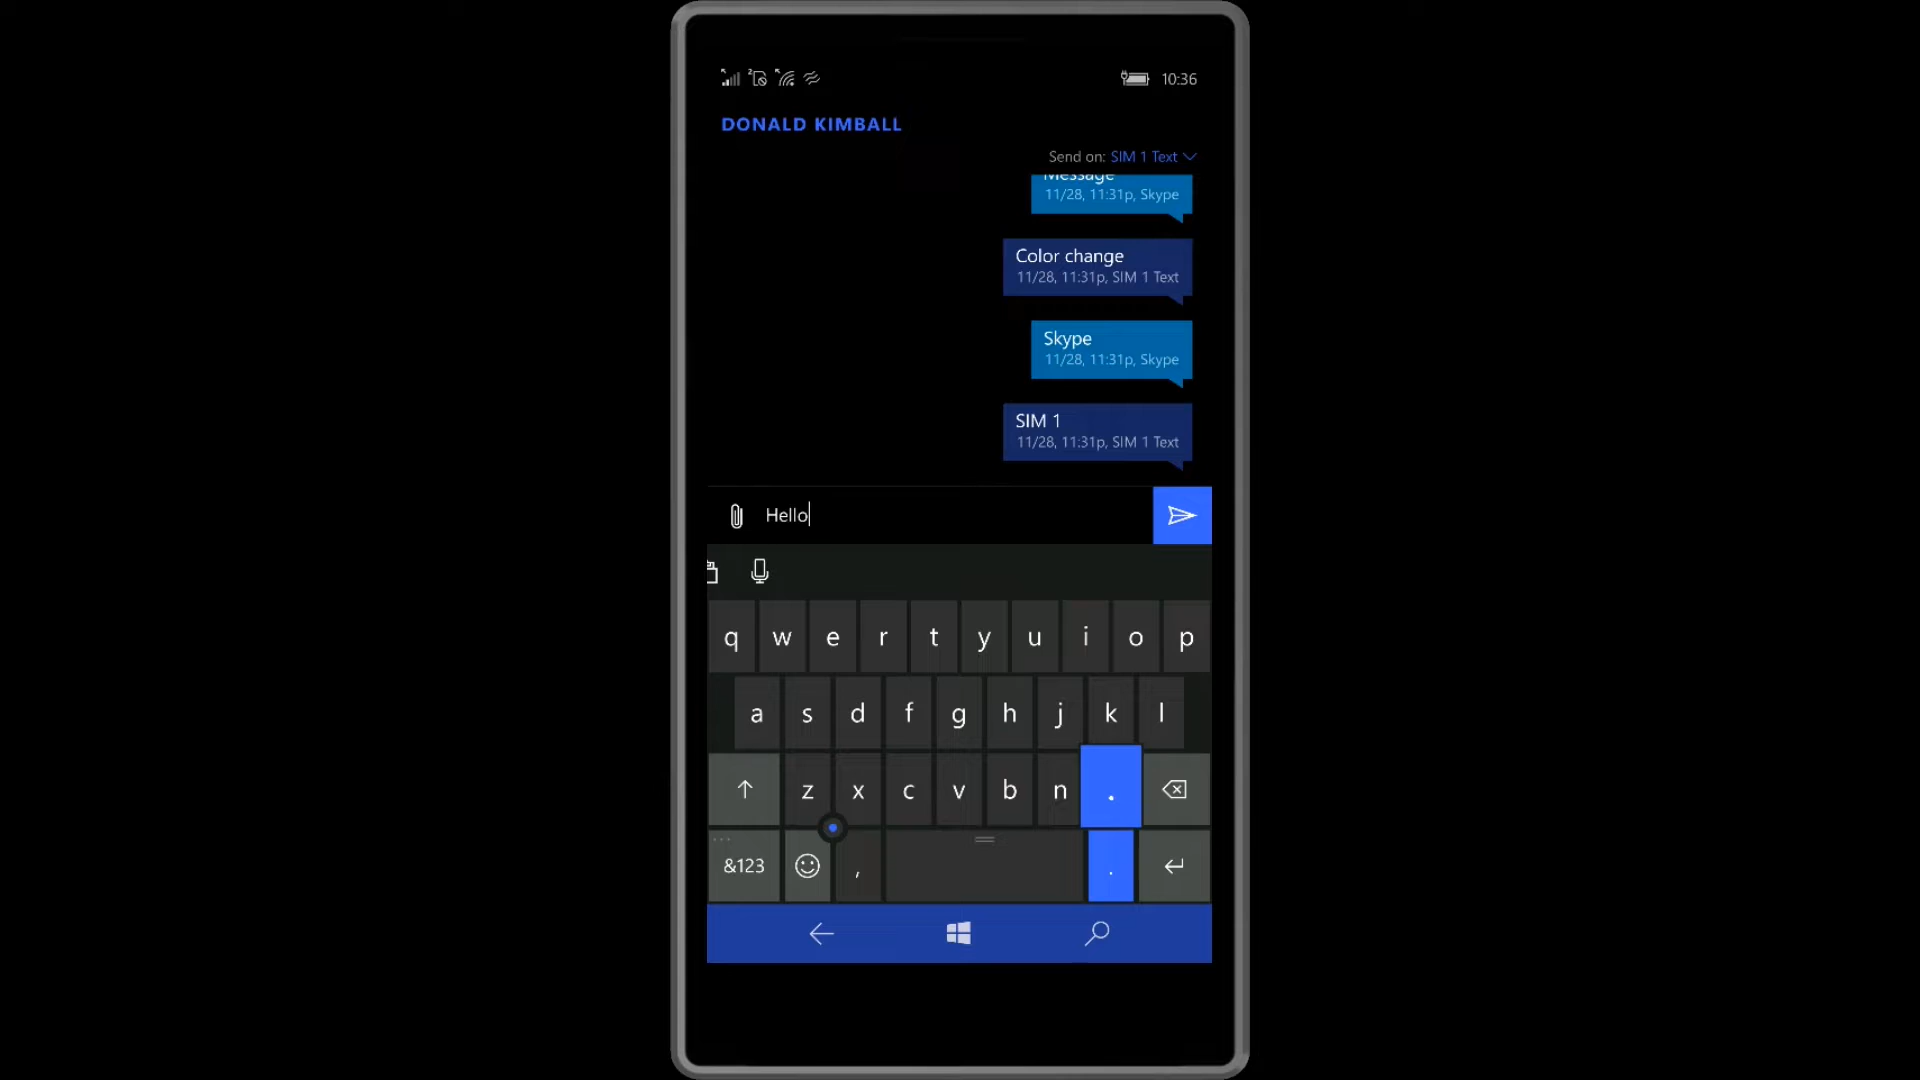 10:36
DONALD KIMBALL
Send on: SIM 1 Text
Message
11/28, 11:31p, Skype
Color change
11/28, 11:31p, SIM 1 Text
Skype
11/28, 11:31p, Skype
SIM 1
11/28, 11:31p, SIM 1 Text
Hello
q w e r t y u i o p
a s d f g h j k l
z x c v b n .
&123 , .